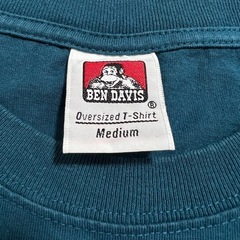 BEN DAVIS
®
Oversized T-Shirt
Medium